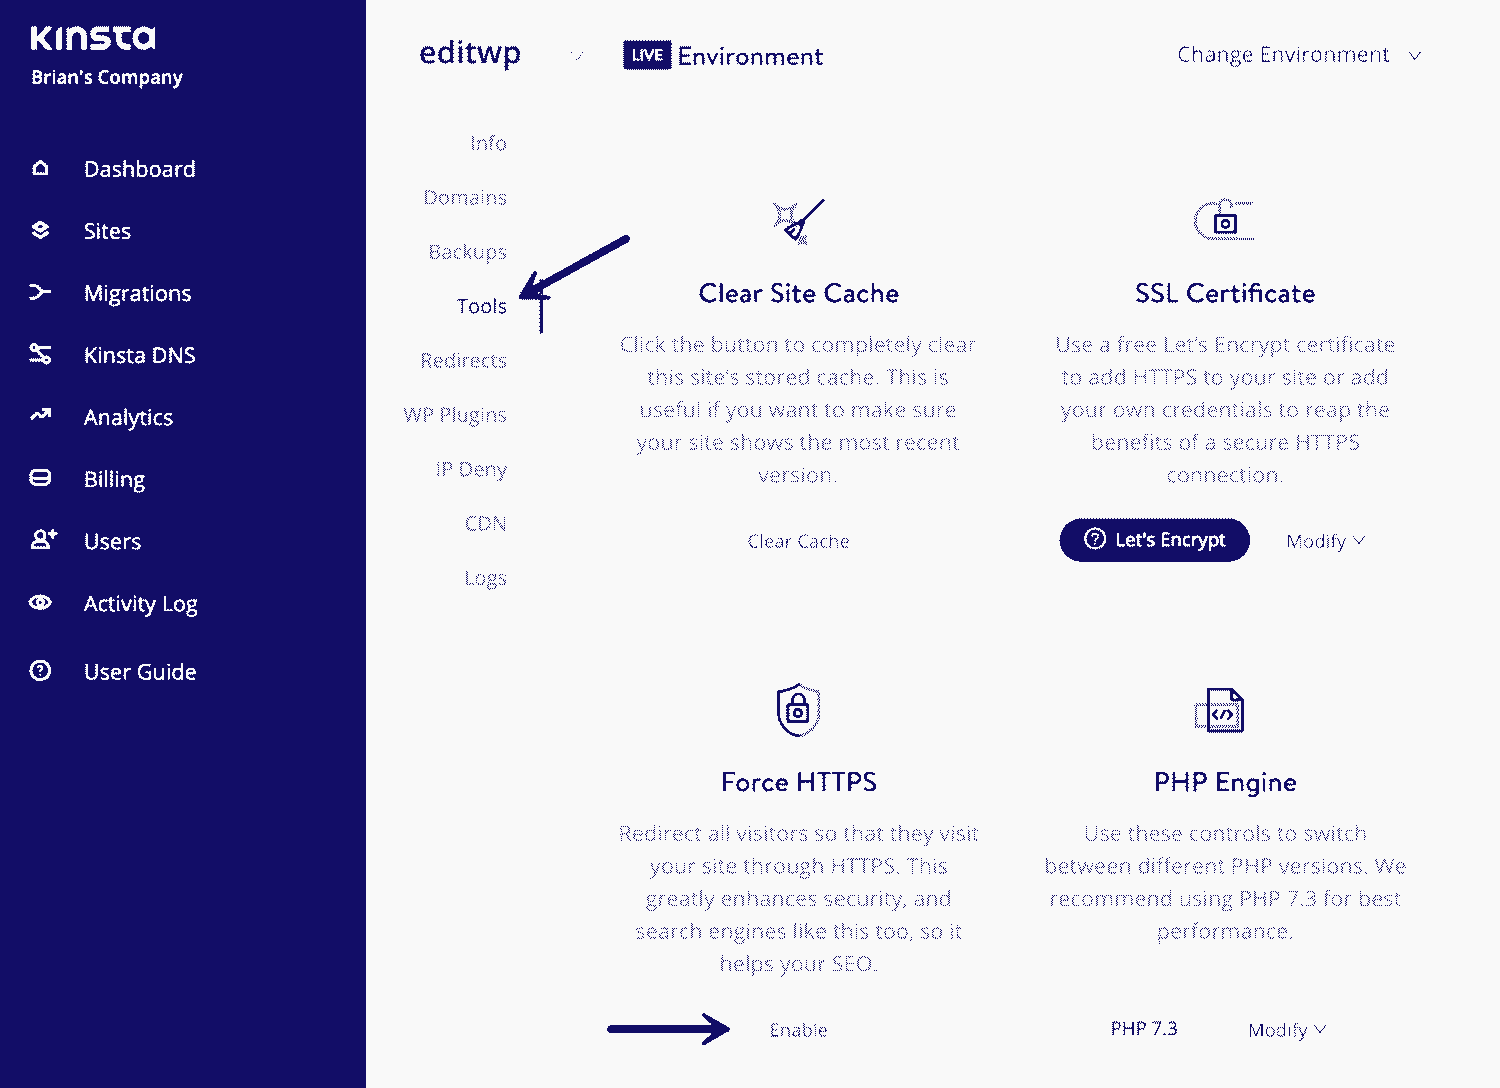 Kinsta
Brian's Company
Dashboard
Sites
Migrations
Kinsta DNS
Analytics
Billing
Users
Activity Log
User Guide
editwp
LIVE Environment
Change Environment
Info
Domains
Backups
Tools
Redirects
WP Plugins
IP Deny
CDN
Logs
Clear Site Cache
Click the button to completely clear
this site's stored cache. This is
useful if you want to make sure
your site shows the most recent
version.
Clear Cache
SSL Certificate
Use a free Let's Encrypt certificate
to add HTTPS to your site or add
your own credentials to reap the
benefits of a secure HTTPS
connection.
Let's Encrypt
Modify
Force HTTPS
Redirect all visitors so that they visit
your site through HTTPS. This
greatly enhances security, and
search engines like this too, so it
helps your SEO.
Enable
PHP Engine
Use these controls to switch
between different PHP versions. We
recommend using PHP 7.3 for best
performance.
PHP 7.3
Modify